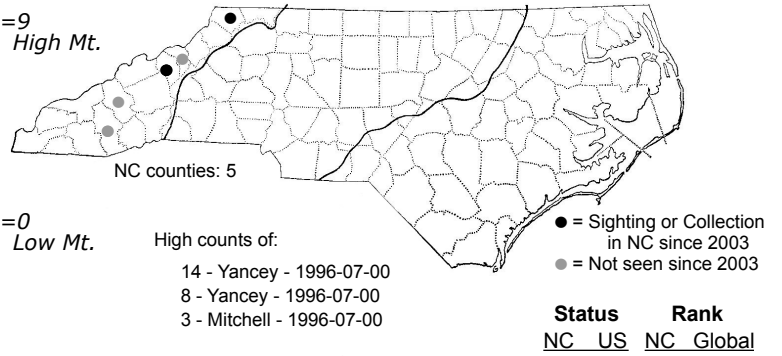 =9
High Mt.
NC counties: 5
=0
Low Mt.
High counts of:
14 - Yancey - 1996-07-00
8 - Yancey - 1996-07-00
3 - Mitchell - 1996-07-00
= Sighting or Collection
in NC since 2003
= Not seen since 2003
Status Rank
NC US NC Global